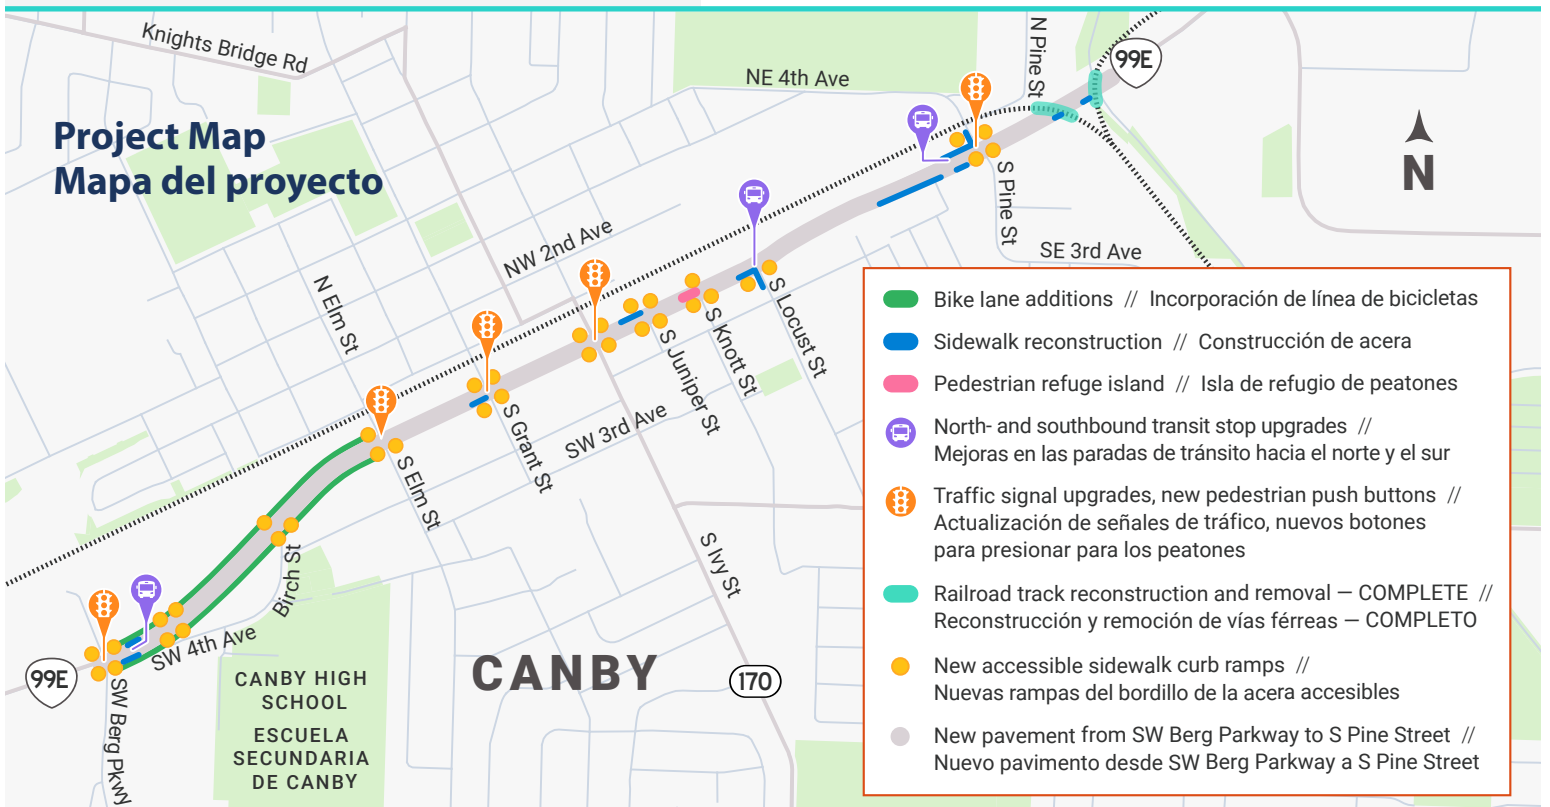 Project Map
Mapa del proyecto
Knights Bridge Rd
NE 4th Ave
N Pine St
99E
N
S Pine St
SE 3rd Ave
NW 2nd Ave
N Elm St
S Locust St
S Knott St
S Juniper St
SW 3rd Ave
S Grant St
S Elm St
S Ivy St
Birch St
SW 4th Ave
99E
SW Berg Pkwy
CANBY HIGH
SCHOOL
ESCUELA
SECUNDARIA
DE CANBY
CANBY
170
Bike lane additions // Incorporación de línea de bicicletas
Sidewalk reconstruction // Construcción de acera
Pedestrian refuge island // Isla de refugio de peatones
North- and southbound transit stop upgrades //
Mejoras en las paradas de tránsito hacia el norte y el sur
Traffic signal upgrades, new pedestrian push buttons //
Actualización de señales de tráfico, nuevos botones
para presionar para los peatones
Railroad track reconstruction and removal — COMPLETE //
Reconstrucción y remoción de vías férreas — COMPLETO
New accessible sidewalk curb ramps //
Nuevas rampas del bordillo de la acera accesibles
New pavement from SW Berg Parkway to S Pine Street //
Nuevo pavimento desde SW Berg Parkway a S Pine Street